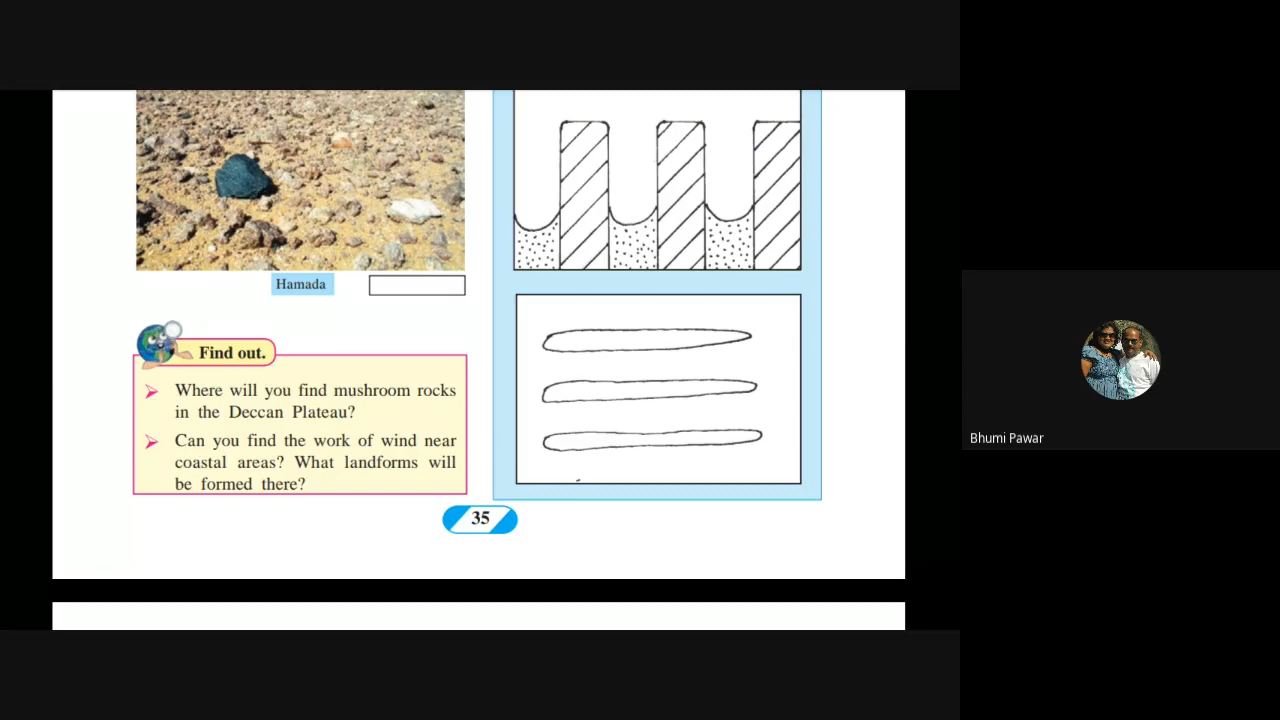 Hamada
Find out.
Where will you find mushroom rocks
in the Deccan Plateau?
Can you find the work of wind near
coastal areas? What landforms will
be formed there?
35
Bhumi Pawar